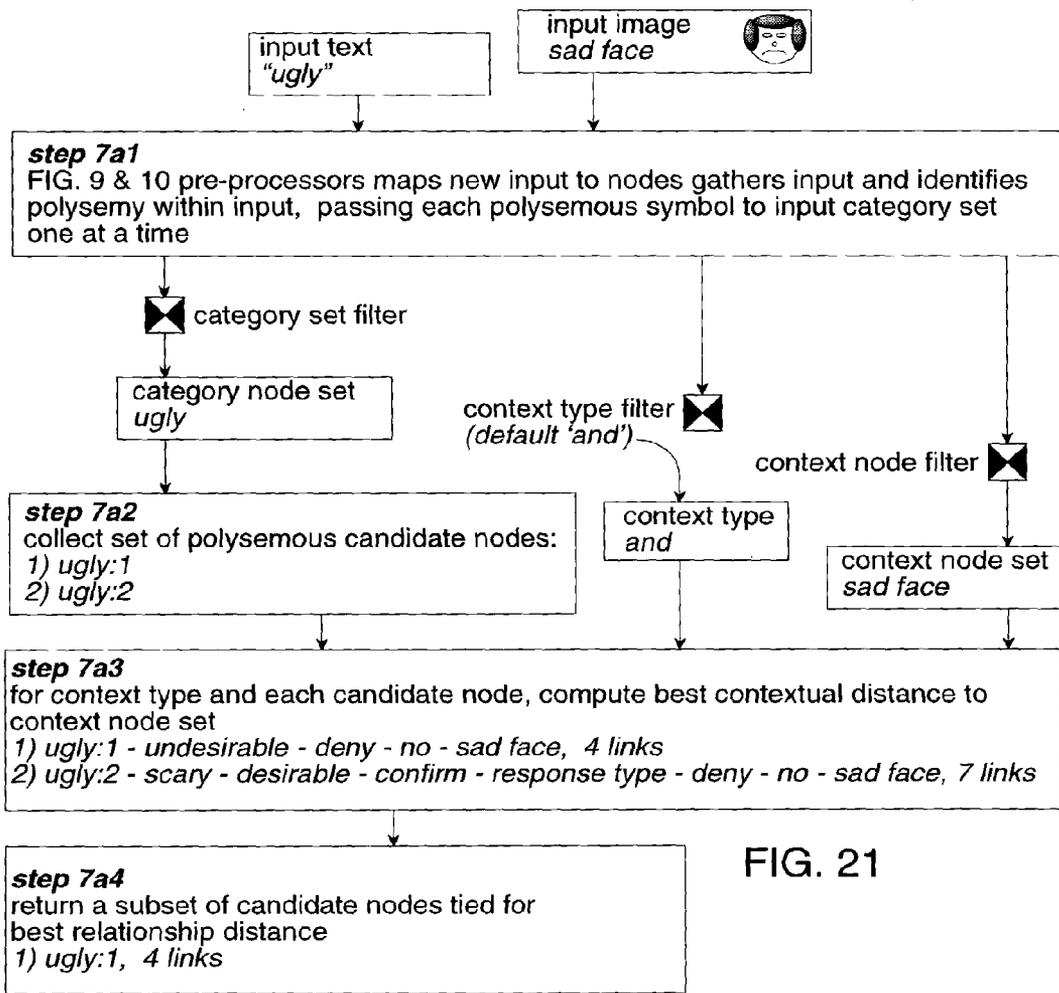 input text
"ugly"
input image
sad face
step 7a1
FIG. 9 & 10 pre-processors maps new input to nodes gathers input and identifies
polysemy within input, passing each polysemous symbol to input category set
one at a time
category set filter
category node set
ugly
context type filter
(default 'and')
context node filter
step 7a2
collect set of polysemous candidate nodes:
1) ugly:1
2) ugly:2
context type
and
context node set
sad face
step 7a3
for context type and each candidate node, compute best contextual distance to
context node set
1) ugly:1 - undesirable - deny - no - sad face, 4 links
2) ugly:2 - scary - desirable - confirm - response type - deny - no - sad face, 7 links
FIG. 21
step 7a4
return a subset of candidate nodes tied for
best relationship distance
1) ugly:1, 4 links